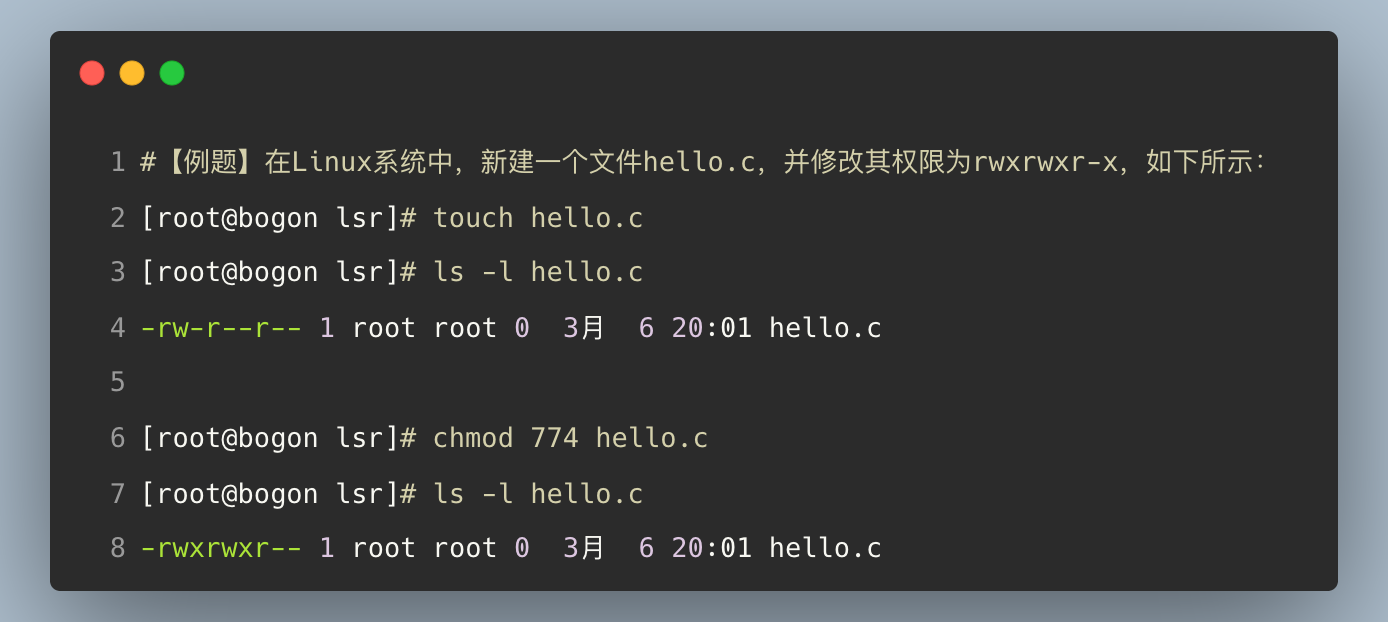 1 #【例题】在Linux系统中，新建一个文件hello.c，并修改其权限为rwxrwxr-x，如下所示：
2 [root@bogon lsr]# touch hello.c
3 [root@bogon lsr]# ls -l hello.c
4 -rw-r--r-- 1 root root 0  3月  6 20:01 hello.c
5
6 [root@bogon lsr]# chmod 774 hello.c
7 [root@bogon lsr]# ls -l hello.c
8 -rwxrwxr-- 1 root root 0  3月  6 20:01 hello.c